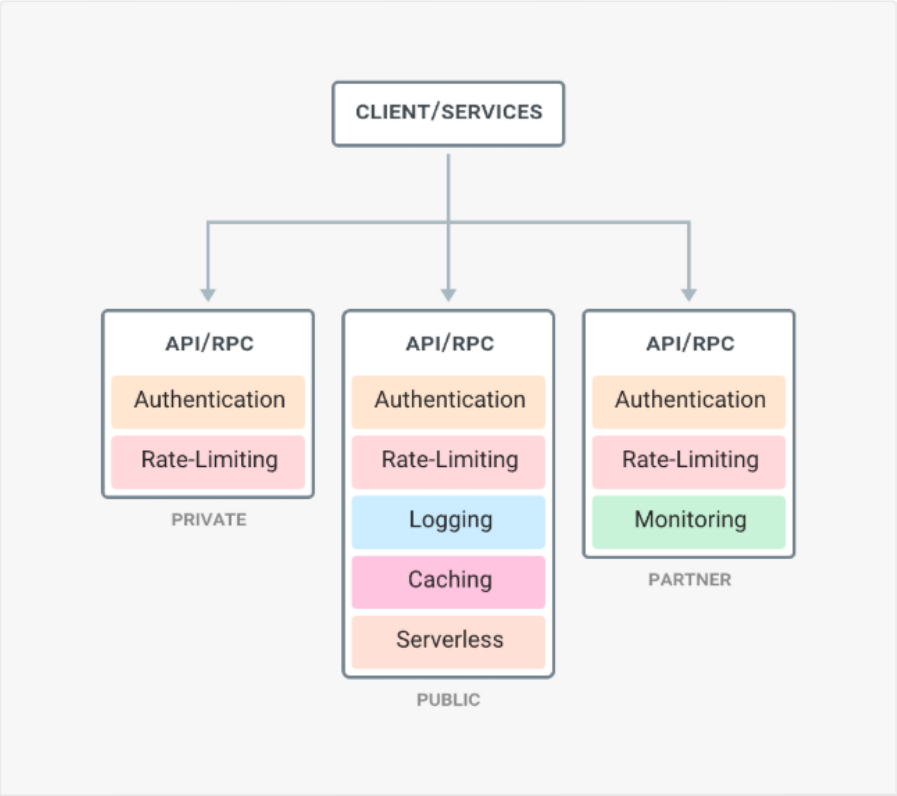 CLIENT/SERVICES
API/RPC
Authentication
Rate-Limiting
PRIVATE
API/RPC
Authentication
Rate-Limiting
Logging
Caching
Serverless
PUBLIC
API/RPC
Authentication
Rate-Limiting
Monitoring
PARTNER